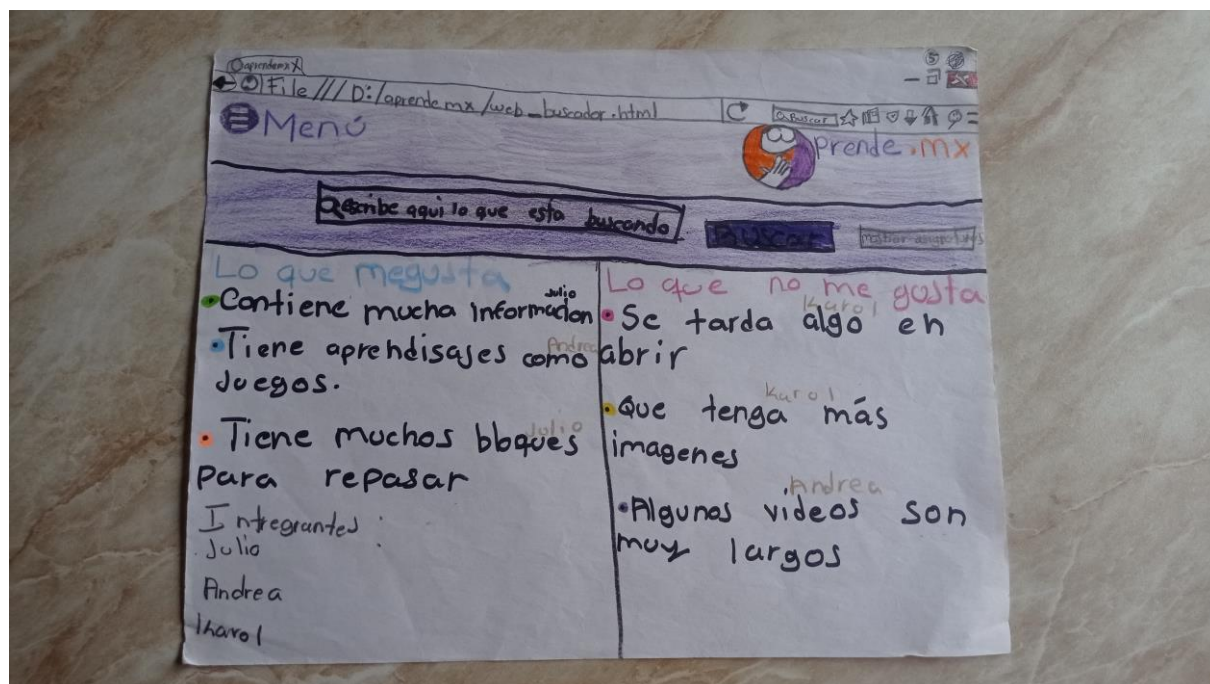 aprendemx X
File /// D:/aprende.mx/web_buscador.html
Buscar
Menú
prende.mx
escribe aqui lo que esta buscando
Buscar
Lo que megusta
Julio
• Contiene mucha informacion
Andrea
• Tiene aprendisajes como
Juegos.
Julio
• Tiene muchos bloques
para repasar
Integrantes:
Julio
Andrea
Kharol
Lo que no me gusta
Karol
• Se tarda algo en
abrir
Karol
• Que tenga más
imagenes
Andrea
• Algunos videos son
muy largos